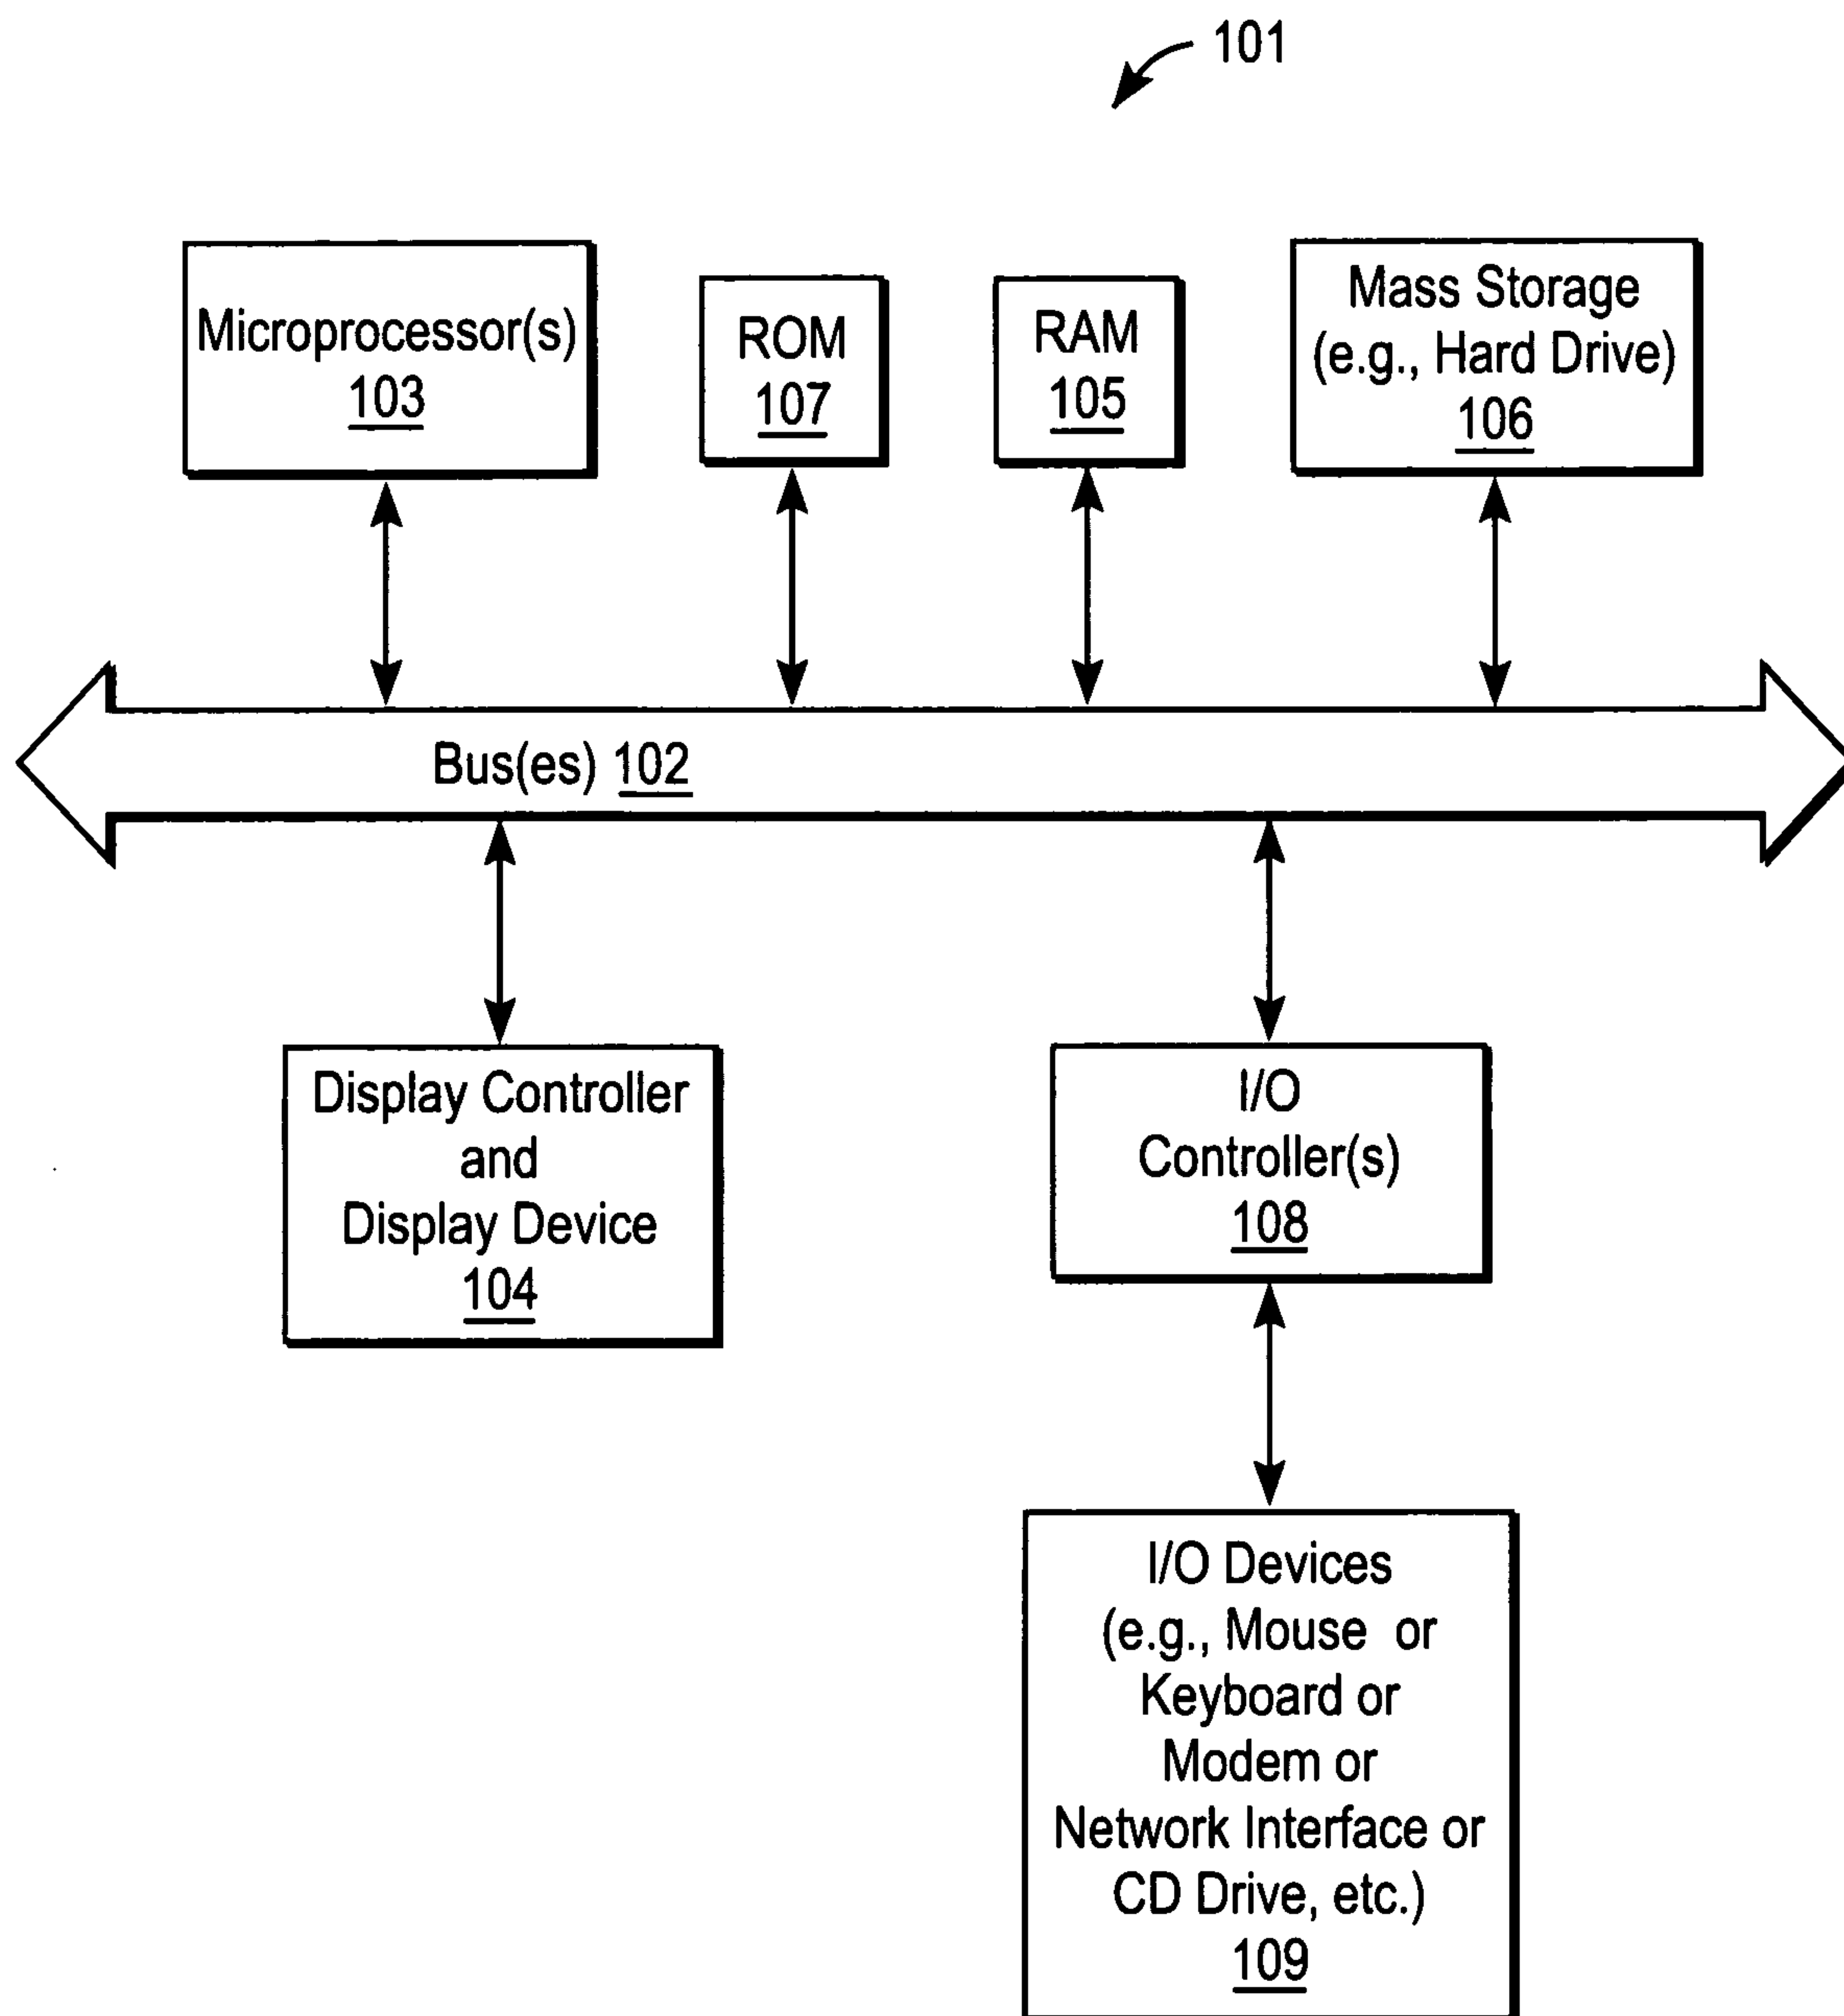 101
Microprocessor(s)
103
ROM
107
RAM
105
Mass Storage
(e.g., Hard Drive)
106
Bus(es) 102
Display Controller
and
Display Device
104
I/O
Controller(s)
108
I/O Devices
(e.g., Mouse or
Keyboard or
Modem or
Network Interface or
CD Drive, etc.)
109